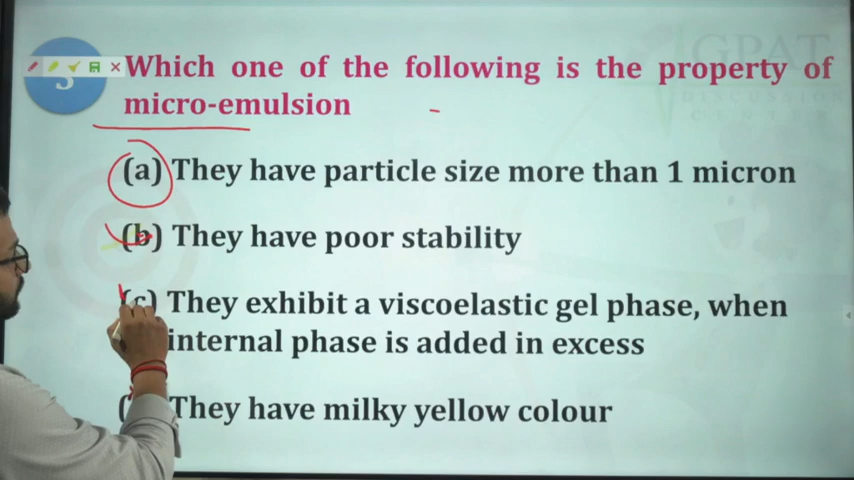 Which one of the following is the property of
micro-emulsion
(a) They have particle size more than 1 micron
(b) They have poor stability
(c) They exhibit a viscoelastic gel phase, when
internal phase is added in excess
They have milky yellow colour
GPAT
DISCUSSION
CENTER